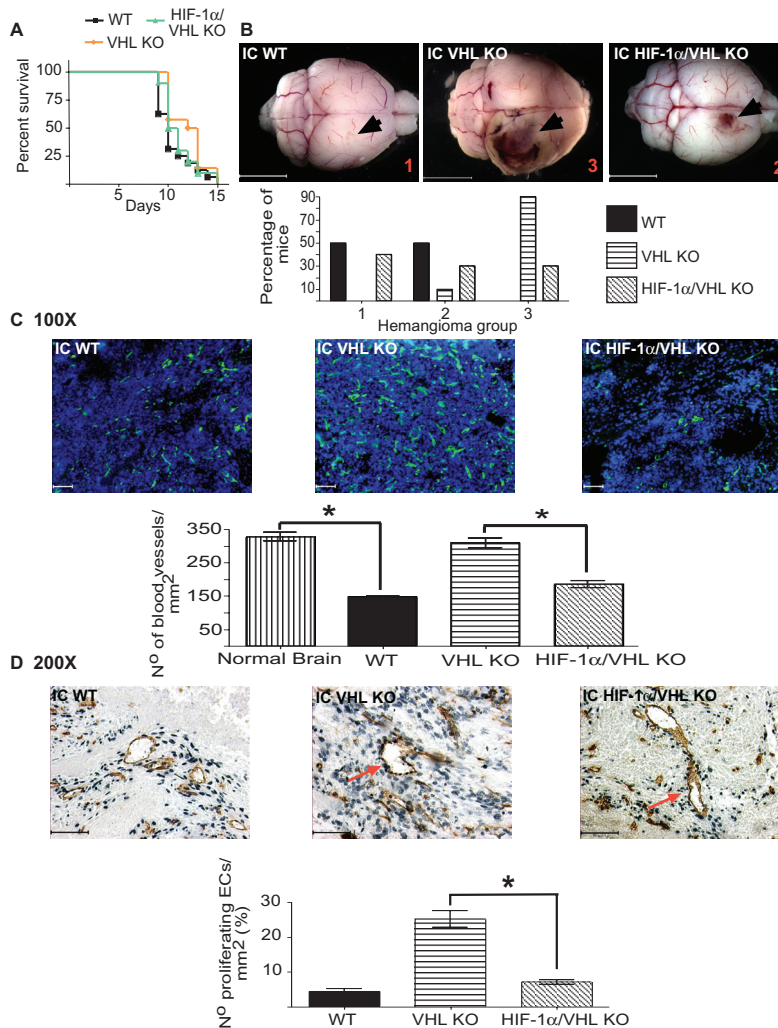 A
WT
HIF-1α/
VHL KO
VHL KO
Percent survival
100
75
50
25
5
10
15
Days
B
IC WT
1
IC VHL KO
3
IC HIF-1α/VHL KO
2
Percentage of
mice
90
70
50
30
10
1
2
3
Hemangioma group
WT
VHL KO
HIF-1α/VHL KO
C 100X
IC WT
IC VHL KO
IC HIF-1α/VHL KO
Nº of blood vessels/
mm2
350
250
150
50
*
*
Normal Brain
WT
VHL KO
HIF-1α/VHL KO
D 200X
IC WT
IC VHL KO
IC HIF-1α/VHL KO
Nº proliferating ECs/
mm2 (%)
30
20
10
*
WT
VHL KO
HIF-1α/VHL KO